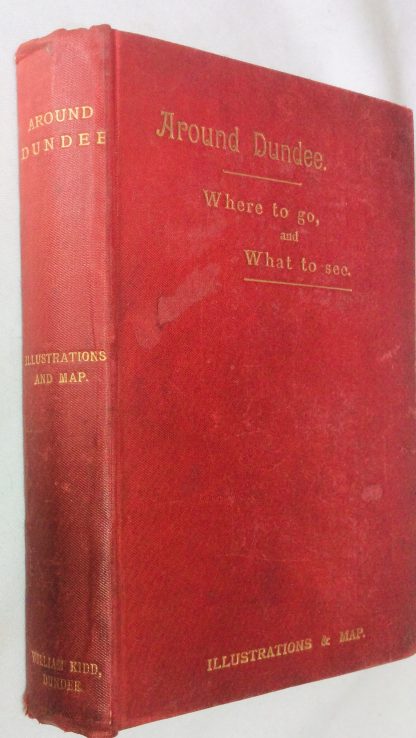 AROUND
DUNDEE
ILLUSTRATIONS
AND MAP.
WILLIAM KIDD,
DUNDEE.
Around Dundee.
Where to go,
and
What to see.
ILLUSTRATIONS & MAP.